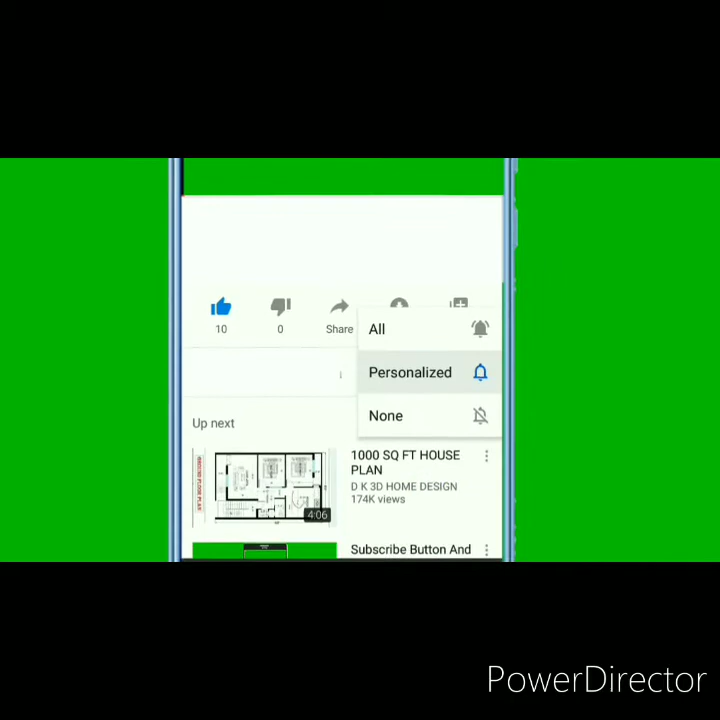 10
0
Share
All
Personalized
None
Up next
1000 SQ FT HOUSE
PLAN
D K 3D HOME DESIGN
174K views
4:06
Subscribe Button And
PowerDirector